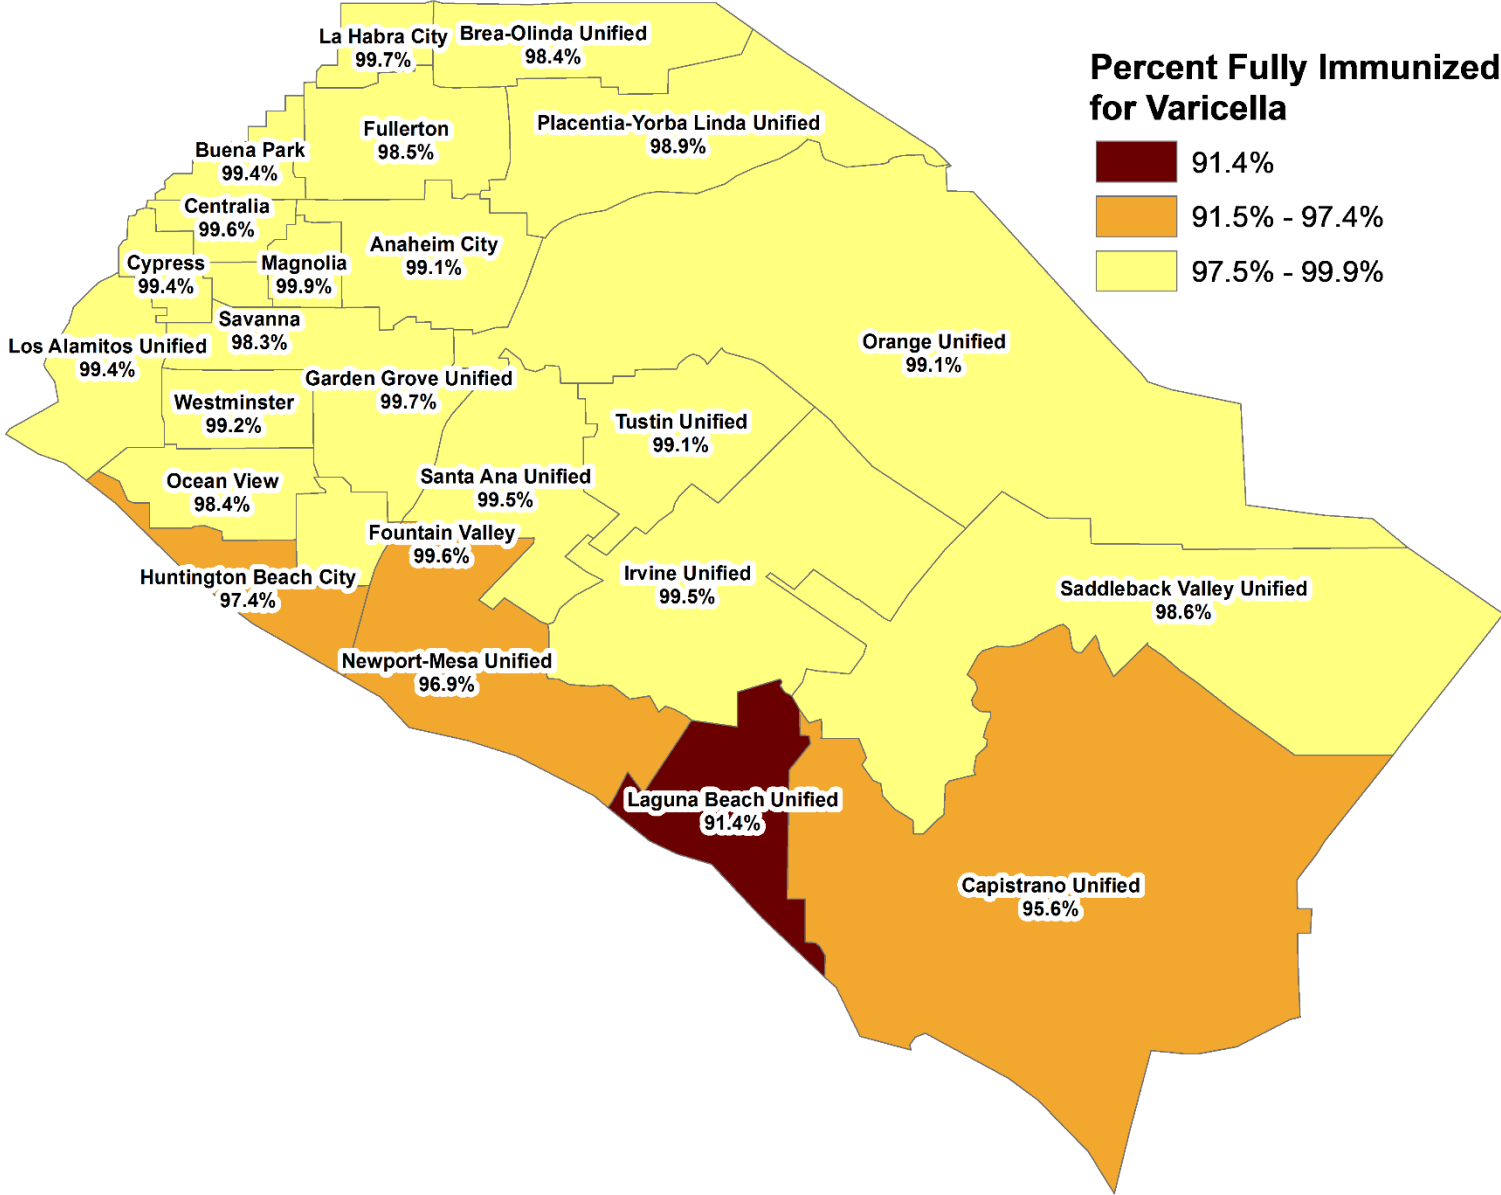 La Habra City
99.7%
Brea-Olinda Unified
98.4%
Percent Fully Immunized
for Varicella
91.4%
91.5% - 97.4%
97.5% - 99.9%
Fullerton
98.5%
Placentia-Yorba Linda Unified
98.9%
Buena Park
99.4%
Centralia
99.6%
Anaheim City
99.1%
Cypress
99.4%
Magnolia
99.9%
Savanna
98.3%
Los Alamitos Unified
99.4%
Orange Unified
99.1%
Garden Grove Unified
99.7%
Westminster
99.2%
Tustin Unified
99.1%
Ocean View
98.4%
Santa Ana Unified
99.5%
Fountain Valley
99.6%
Huntington Beach City
97.4%
Irvine Unified
99.5%
Saddleback Valley Unified
98.6%
Newport-Mesa Unified
96.9%
Laguna Beach Unified
91.4%
Capistrano Unified
95.6%